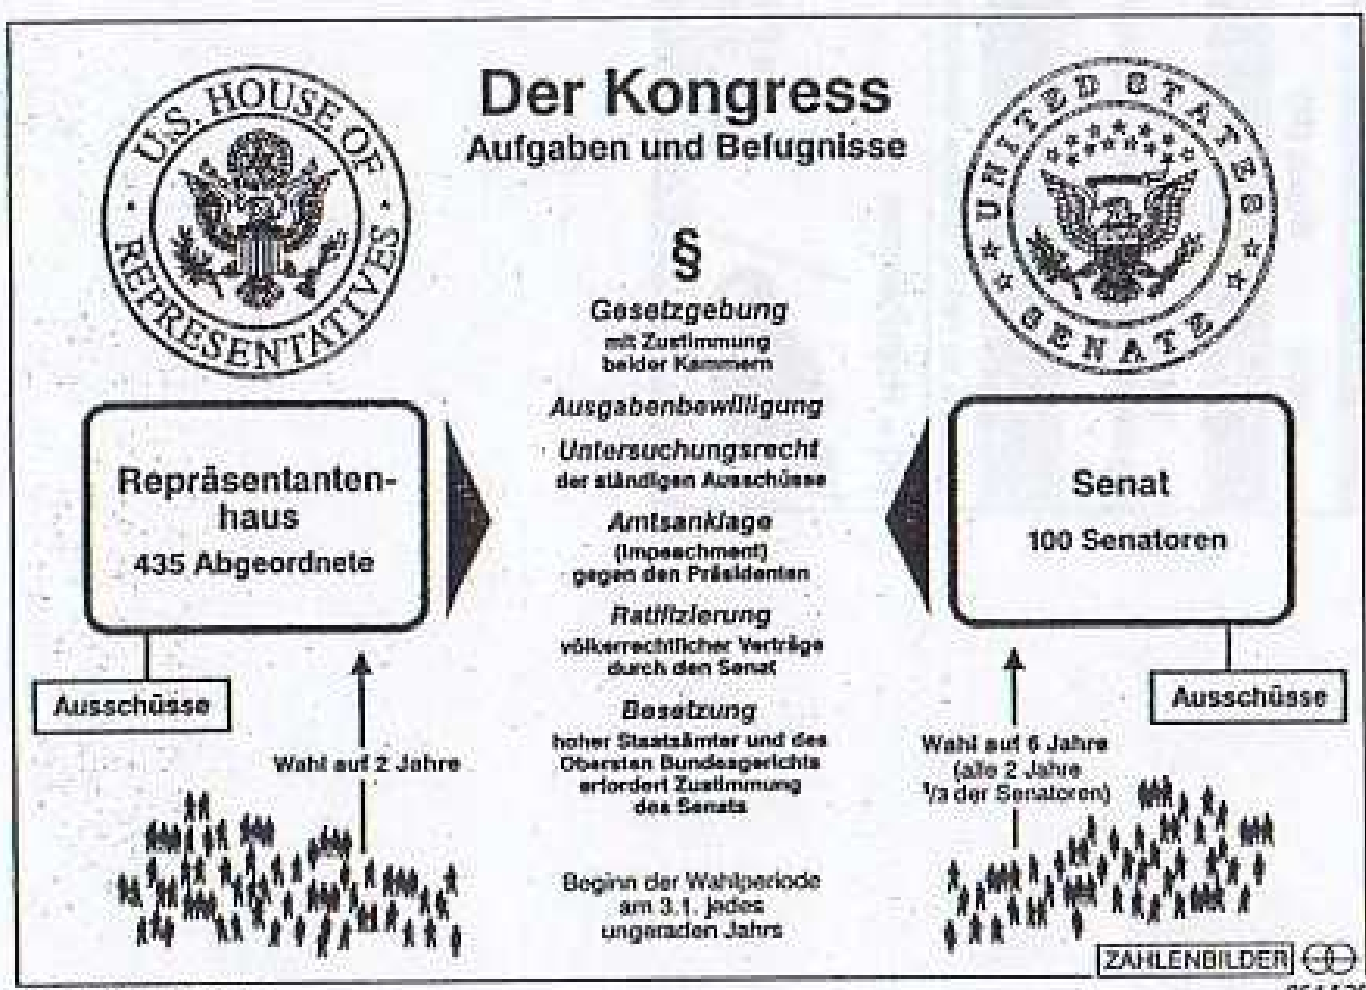 Der Kongress
Aufgaben und Befugnisse
U.S. HOUSE OF
REPRESENTATIVES
UNITED STATES
SENATE
§
Gesetzgebung
mit Zustimmung
beider Kammern
Ausgabenbewilligung
Untersuchungsrecht
der ständigen Ausschüsse
Amtsanklage
(Impeachment)
gegen den Präsidenten
Ratifizierung
völkerrechtlicher Verträge
durch den Senat
Besetzung
hoher Staatsämter und des
Obersten Bundesgerichts
erfordert Zustimmung
des Senats
Beginn der Wahlperiode
am 3.1. jedes
ungeraden Jahrs
Repräsentanten-
haus
435 Abgeordnete
Ausschüsse
Wahl auf 2 Jahre
Senat
100 Senatoren
Ausschüsse
Wahl auf 6 Jahre
(alle 2 Jahre
1/3 der Senatoren)
ZAHLENBILDER